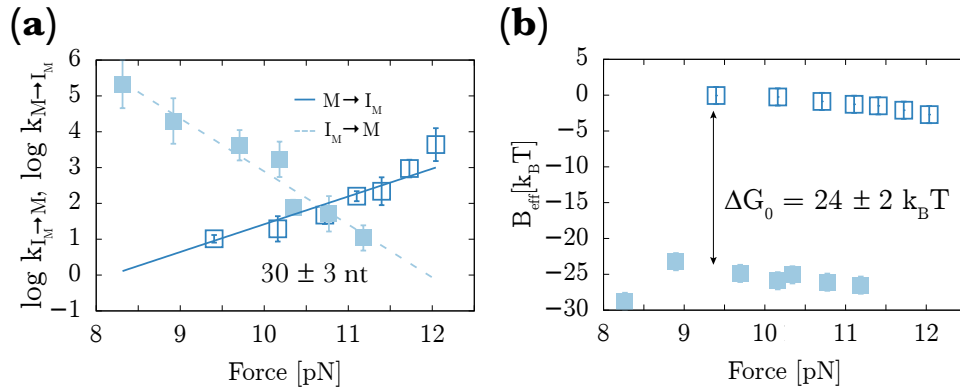 (a)
log k_{I_M→M}, log k_{M→I_M}
6
5
4
3
2
1
0
−1
M→I_M
I_M→M
30 ± 3 nt
8 9 10 11 12
Force [pN]
(b)
B_eff[k_BT]
5
0
−5
−10
−15
−20
−25
−30
ΔG_0 = 24 ± 2 k_BT
8 9 10 11 12
Force [pN]